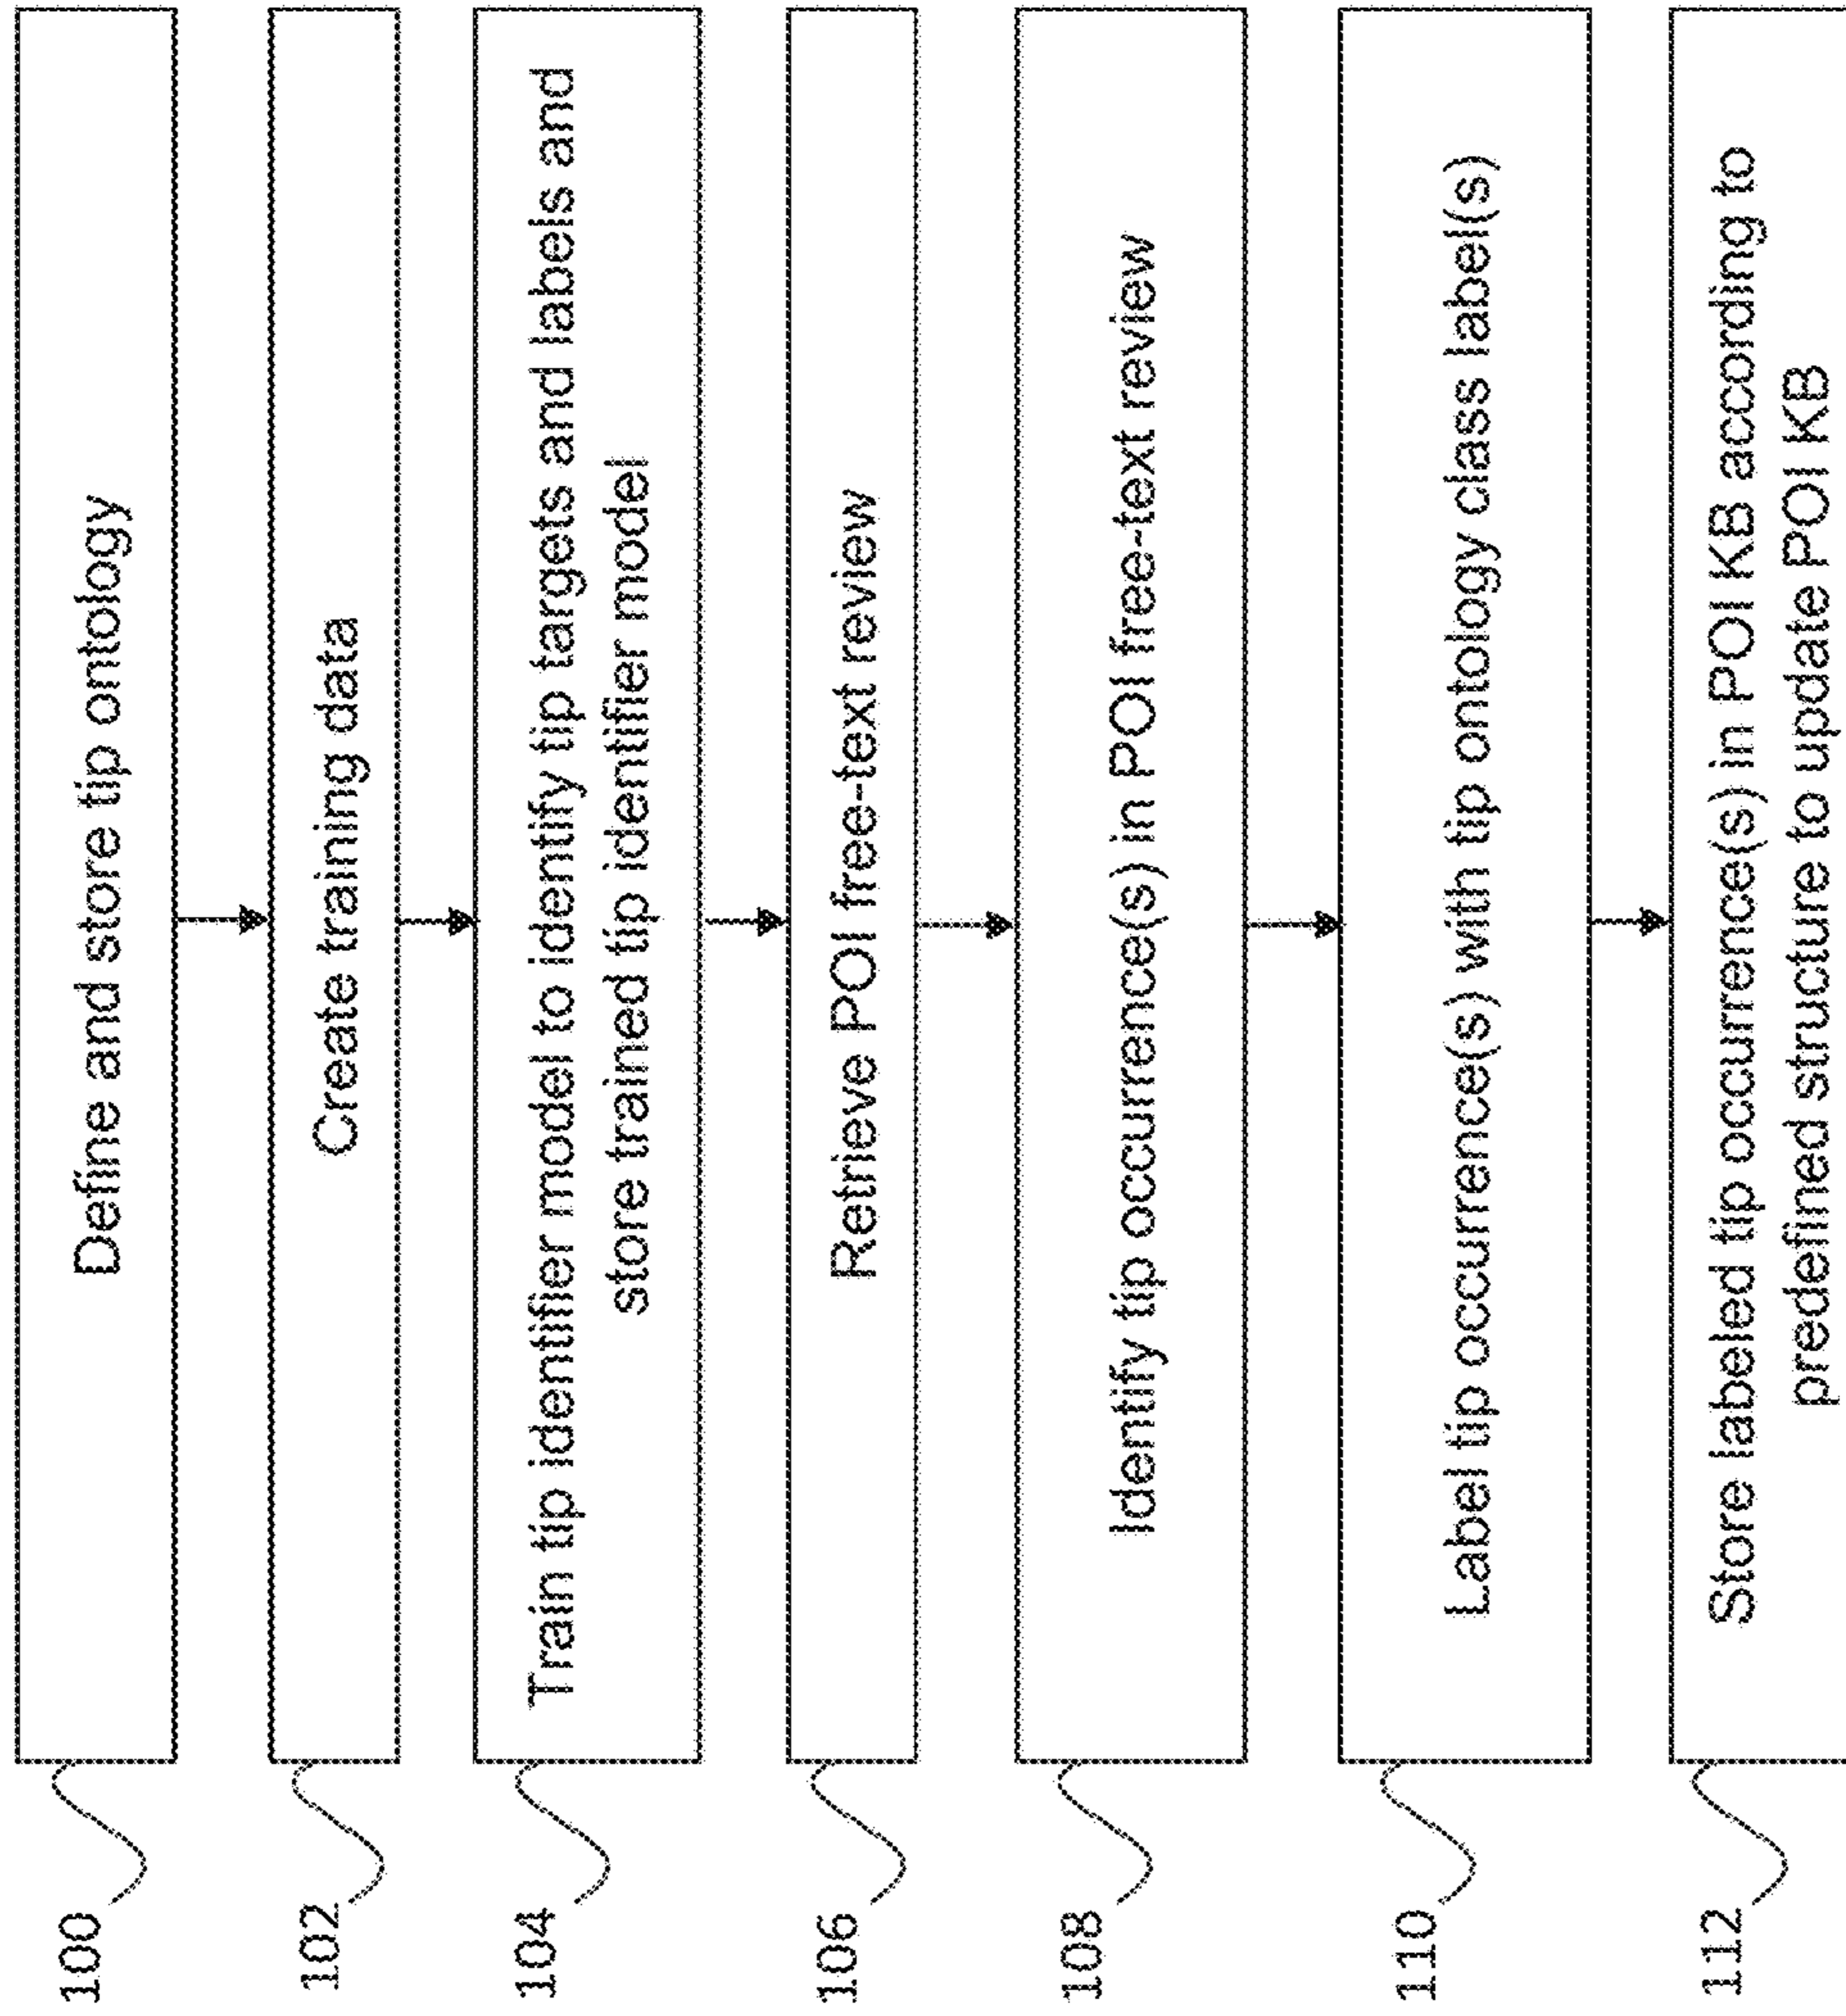 100
Define and store tip ontology
102
Create training data
104
Train tip identifier model to identify tip targets and labels and
store trained tip identifier model
106
Retrieve POI free-text review
108
Identify tip occurrence(s) in POI free-text review
110
Label tip occurrence(s) with tip ontology class label(s)
112
Store labeled tip occurrence(s) in POI KB according to
predefined structure to update POI KB